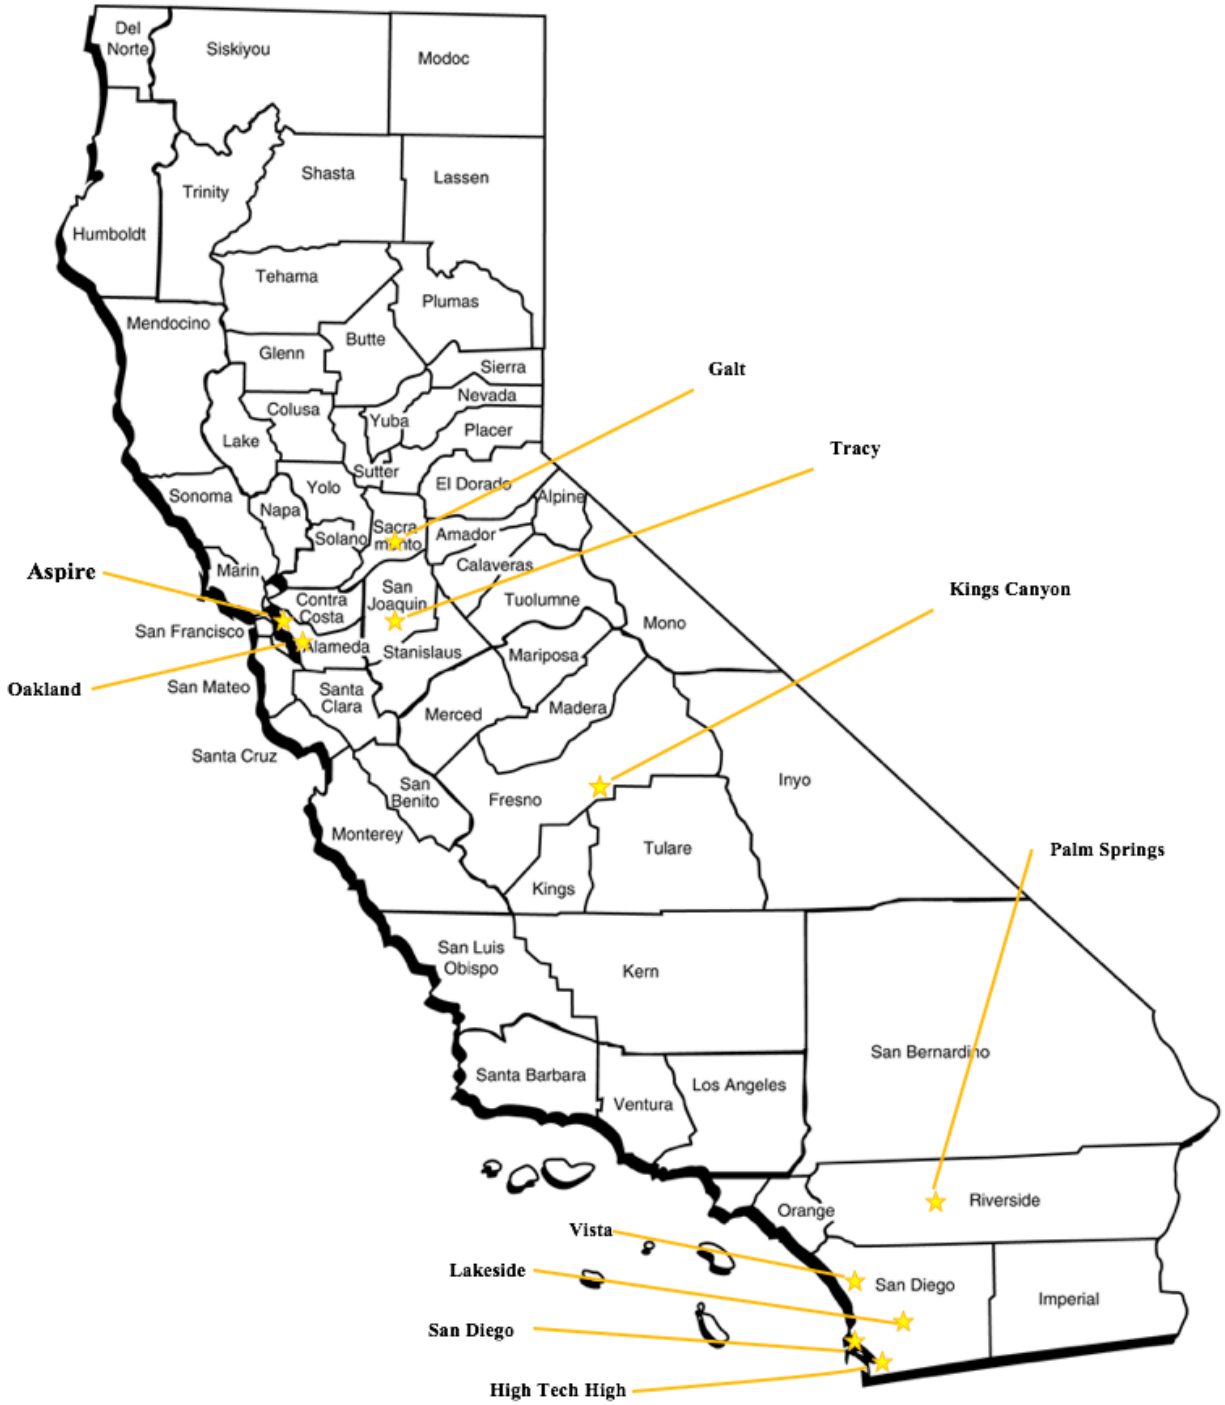 Del
Norte
Siskiyou
Modoc
Shasta
Lassen
Trinity
Humboldt
Tehama
Plumas
Mendocino
Butte
Glenn
Sierra
Galt
Nevada
Colusa
Yuba
Placer
Lake
Tracy
Sutter
El Dorado
Yolo
Sonoma
Alpine
Napa
Sacra
mento
Solano
Amador
Calaveras
Marin
Aspire
San
Joaquin
Contra
Costa
Tuolumne
Kings Canyon
Mono
San Francisco
Alameda
Stanislaus
Mariposa
Oakland
San Mateo
Santa
Clara
Merced
Madera
Santa Cruz
San
Benito
Fresno
Inyo
Monterey
Tulare
Palm Springs
Kings
San Luis
Obispo
Kern
San Bernardino
Santa Barbara
Los Angeles
Ventura
Orange
Riverside
Vista
Lakeside
San Diego
Imperial
San Diego
High Tech High